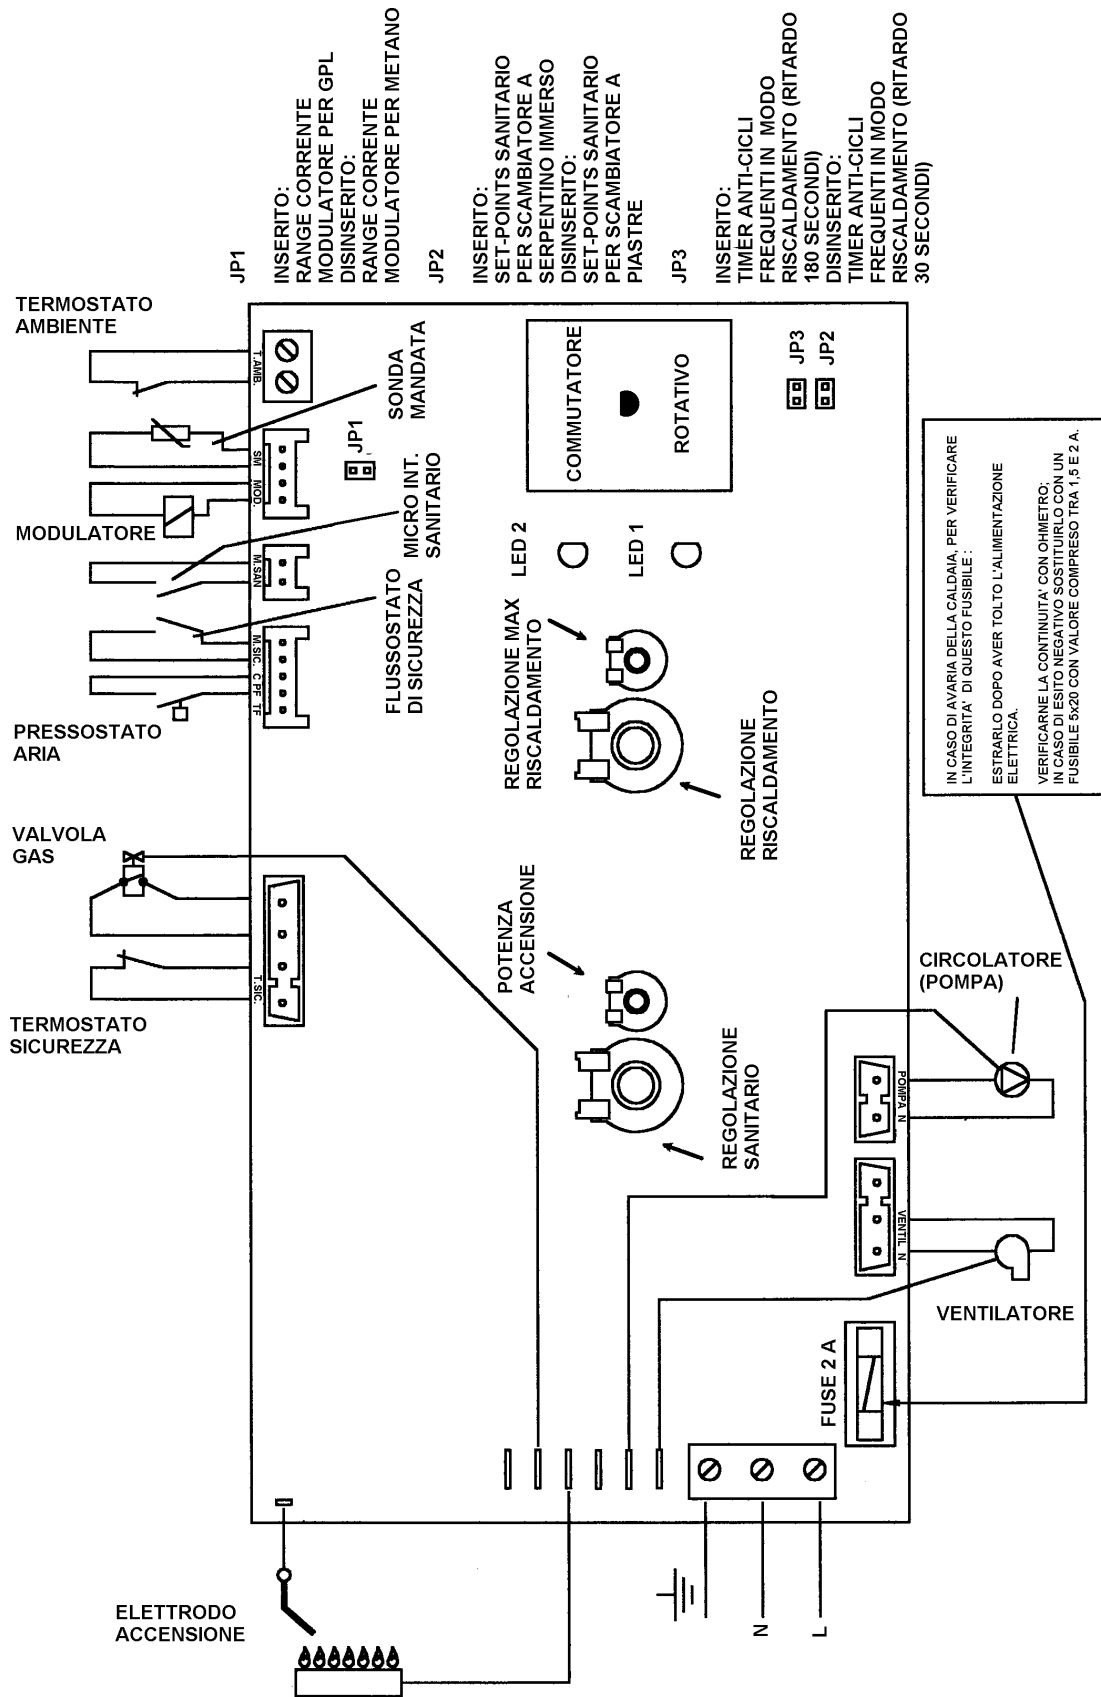 JP1
INSERITO:
RANGE CORRENTE
MODULATORE PER GPL
DISINSERITO:
RANGE CORRENTE
MODULATORE PER METANO
JP2
INSERITO:
SET-POINTS SANITARIO
PER SCAMBIATORE A
SERPENTINO IMMERSO
DISINSERITO:
SET-POINTS SANITARIO
PER SCAMBIATORE A
PIASTRE
JP3
INSERITO:
TIMER ANTI-CICLI
FREQUENTI IN MODO
RISCALDAMENTO (RITARDO
180 SECONDI)
DISINSERITO:
TIMER ANTI-CICLI
FREQUENTI IN MODO
RISCALDAMENTO (RITARDO
30 SECONDI)
TERMOSTATO
AMBIENTE
T.AMB.
SONDA
MANDATA
SM
JP1
MOD.
MODULATORE
MICRO INT.
SANITARIO
M.SAN
FLUSSOSTATO
DI SICUREZZA
M.SIC.
C
PF
TF
PRESSOSTATO
ARIA
VALVOLA
GAS
T.SIC.
TERMOSTATO
SICUREZZA
COMMUTATORE
ROTATIVO
JP3
JP2
LED 2
LED 1
REGOLAZIONE MAX
RISCALDAMENTO
REGOLAZIONE
RISCALDAMENTO
POTENZA
ACCENSIONE
REGOLAZIONE
SANITARIO
IN CASO DI AVARIA DELLA CALDAIA, PER VERIFICARE
L'INTEGRITA' DI QUESTO FUSIBILE :
ESTRARLO DOPO AVER TOLTO L'ALIMENTAZIONE
ELETTRICA.
VERIFICARNE LA CONTINUITA' CON OHMETRO;
IN CASO DI ESITO NEGATIVO SOSTITUIRLO CON UN
FUSIBILE 5x20 CON VALORE COMPRESO TRA 1,5 E 2 A.
CIRCOLATORE
(POMPA)
POMPA N
VENTIL N
VENTILATORE
FUSE 2 A
N
L
ELETTRODO
ACCENSIONE